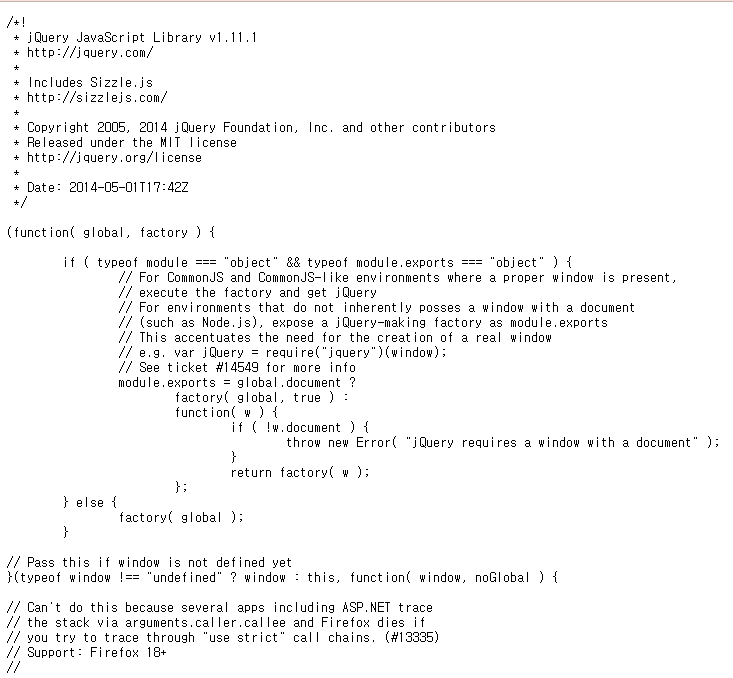 /*!
 * jQuery JavaScript Library v1.11.1
 * http://jquery.com/
 *
 * Includes Sizzle.js
 * http://sizzlejs.com/
 *
 * Copyright 2005, 2014 jQuery Foundation, Inc. and other contributors
 * Released under the MIT license
 * http://jquery.org/license
 *
 * Date: 2014-05-01T17:42Z
 */

(function( global, factory ) {

	if ( typeof module === "object" && typeof module.exports === "object" ) {
		// For CommonJS and CommonJS-like environments where a proper window is present,
		// execute the factory and get jQuery
		// For environments that do not inherently posses a window with a document
		// (such as Node.js), expose a jQuery-making factory as module.exports
		// This accentuates the need for the creation of a real window
		// e.g. var jQuery = require("jquery")(window);
		// See ticket #14549 for more info
		module.exports = global.document ?
			factory( global, true ) :
			function( w ) {
				if ( !w.document ) {
					throw new Error( "jQuery requires a window with a document" );
				}
				return factory( w );
			};
	} else {
		factory( global );
	}

// Pass this if window is not defined yet
}(typeof window !== "undefined" ? window : this, function( window, noGlobal ) {

// Can't do this because several apps including ASP.NET trace
// the stack via arguments.caller.callee and Firefox dies if
// you try to trace through "use strict" call chains. (#13335)
// Support: Firefox 18+
//